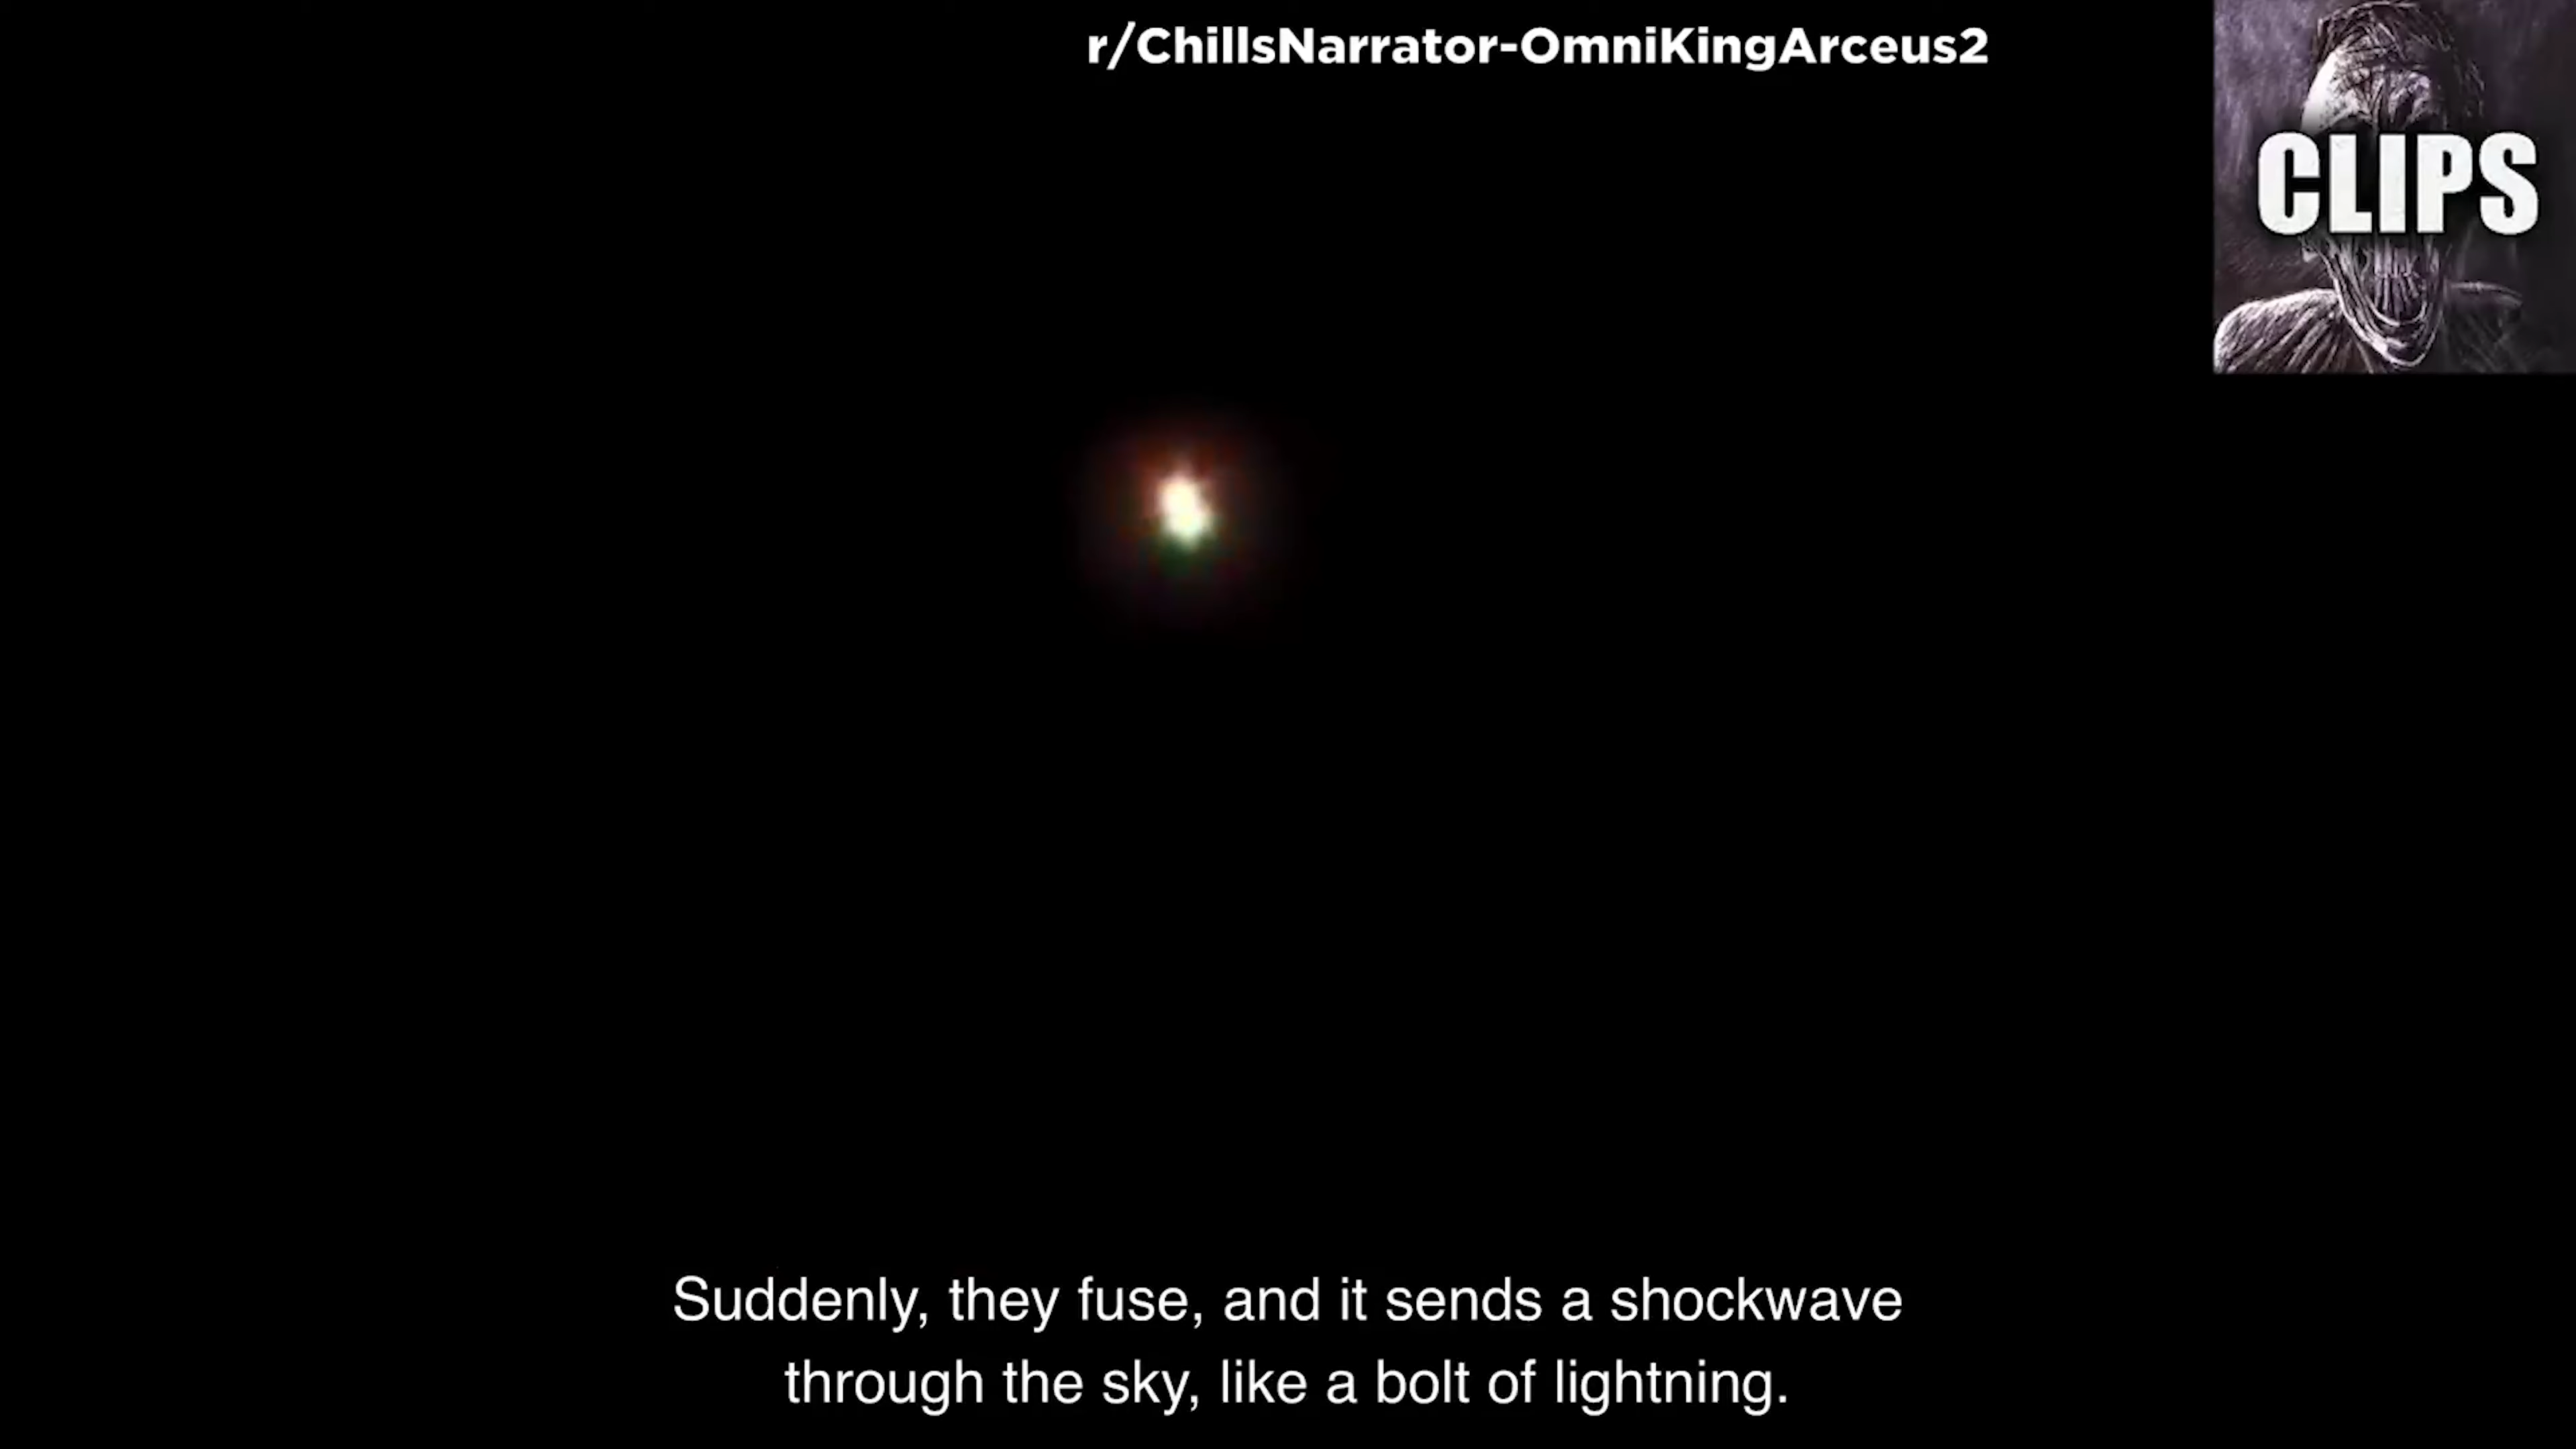 r/ChillsNarrator-OmniKingArceus2
CLIPS
Suddenly, they fuse, and it sends a shockwave
through the sky, like a bolt of lightning.